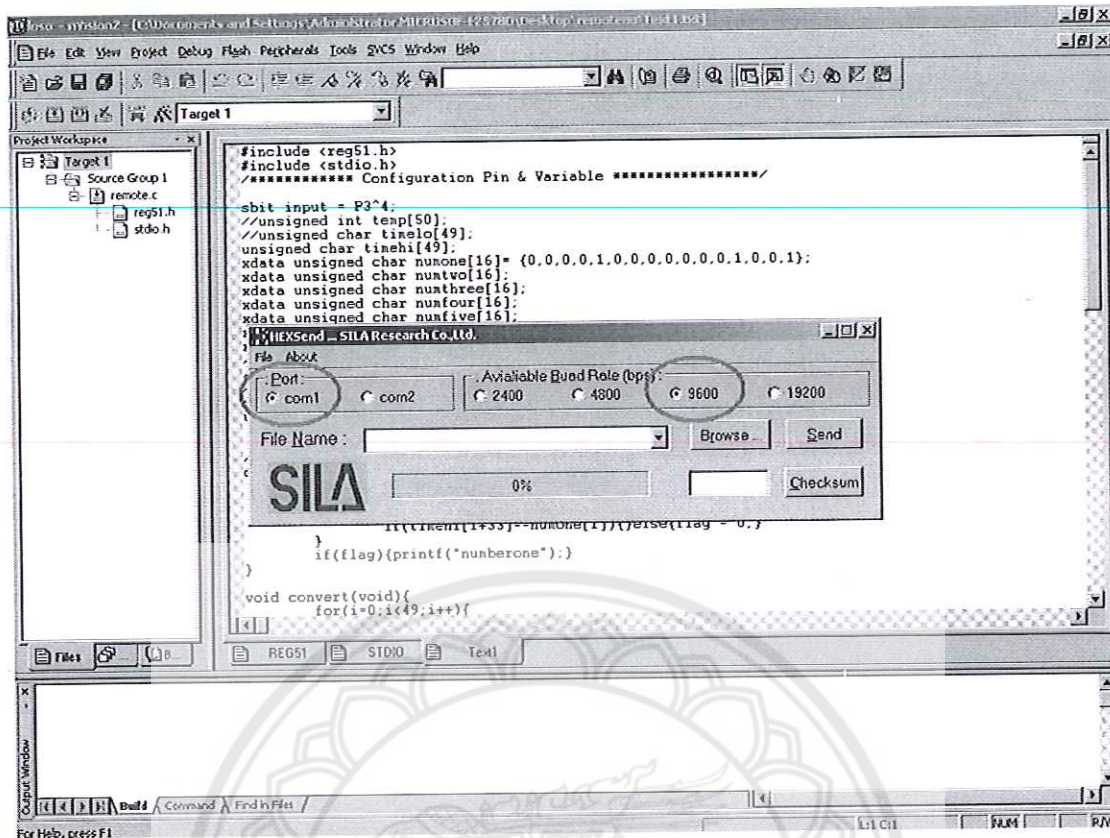 File Edit View Project Debug Flash Peripherals Tools SVCS Window Help
Target 1
Project Workspace
Target 1
Source Group 1
remote.c
reg51.h
stdio.h
#include <reg51.h>
#include <stdio.h>
/************ Configuration Pin & Variable *****************/
sbit input = P3^4;
//unsigned int temp[50];
//unsigned char timelo[49];
unsigned char timehi[49];
xdata unsigned char numone[16]= {0,0,0,0,1,0,0,0,0,0,0,0,1,0,0,1};
xdata unsigned char numtwo[16];
xdata unsigned char numthree[16];
xdata unsigned char numfour[16];
xdata unsigned char numfive[16];
HEXSend ... SILA Research Co.,Ltd.
File About
Port:
com1 com2
Avialiable Buad Rate (bps):
2400 4800 9600 19200
File Name :
Browse... Send
SILA
0%
Checksum
}
if(flag){printf("numberone");}
}
void convert(void){
for(i=0;i<49;i++){
Files B...
REG51 STDIO Text1
Output Window
Build Command Find in Files
For Help, press F1
L:1 C:1 NUM R/W